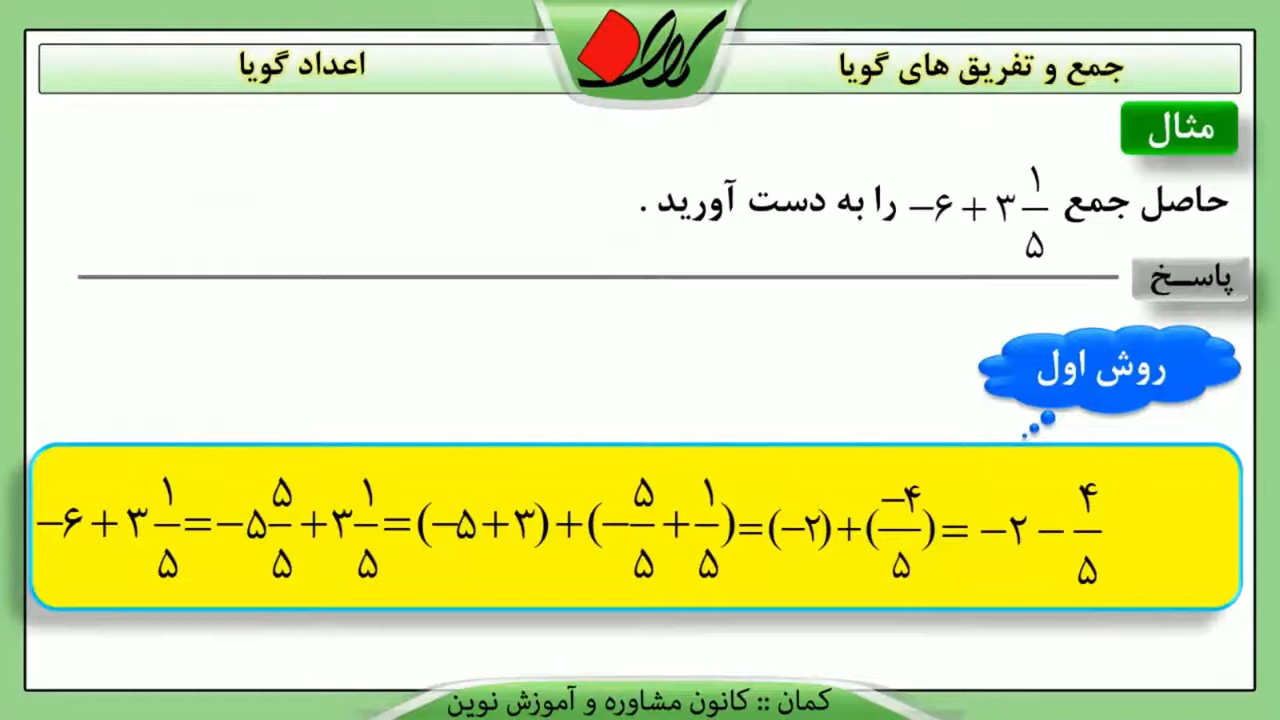 جمع و تفریق های گویا
اعداد گویا
کمان
مثال
حاصل جمع −۶ + ۳ ۱/۵ را به دست آورید .
پاسـخ
روش اول
−۶ + ۳ ۱/۵ = −۵ ۵/۵ + ۳ ۱/۵ = (−۵ + ۳) + (−۵/۵ + ۱/۵) = (−۲) + (−۴/۵) = −۲ − ۴/۵
کمان :: کانون مشاوره و آموزش نوین